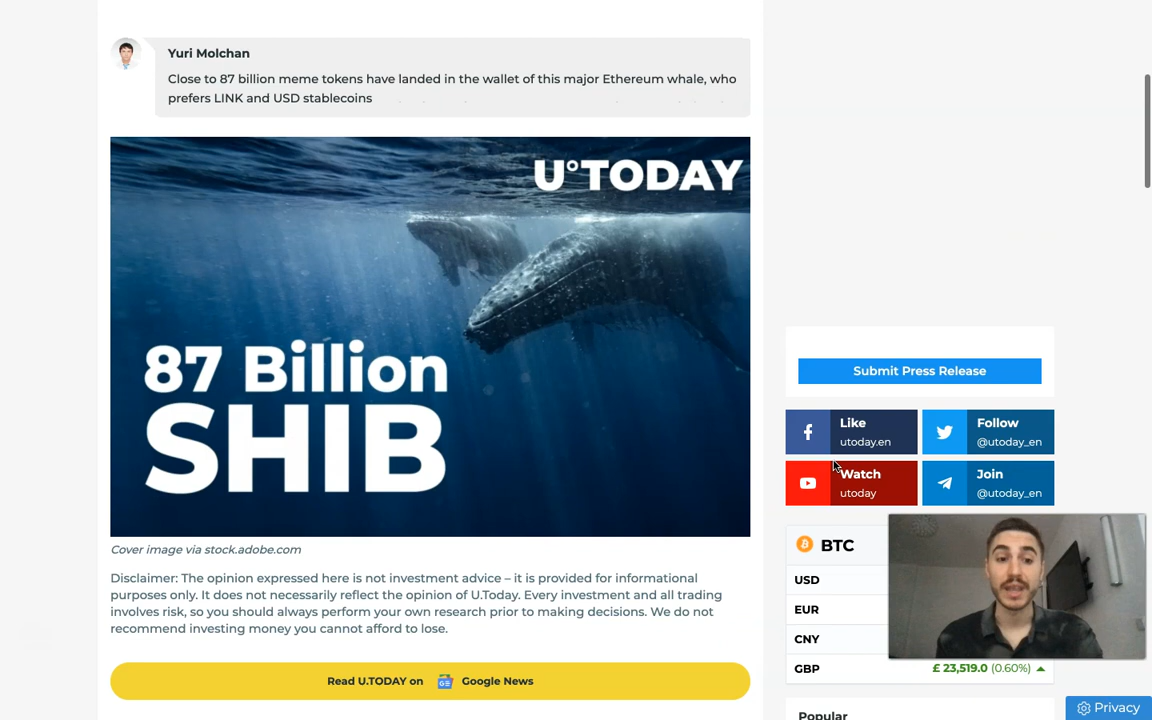 Yuri Molchan
Close to 87 billion meme tokens have landed in the wallet of this major Ethereum whale, who
prefers LINK and USD stablecoins
U°TODAY
87 Billion
SHIB
Cover image via stock.adobe.com
Disclaimer: The opinion expressed here is not investment advice – it is provided for informational
purposes only. It does not necessarily reflect the opinion of U.Today. Every investment and all trading
involves risk, so you should always perform your own research prior to making decisions. We do not
recommend investing money you cannot afford to lose.
Read U.TODAY on Google News
Submit Press Release
Like
utoday.en
Follow
@utoday_en
Watch
utoday
Join
@utoday_en
BTC
USD
EUR
CNY
GBP £ 23,519.0 (0.60%)
Popular
Privacy